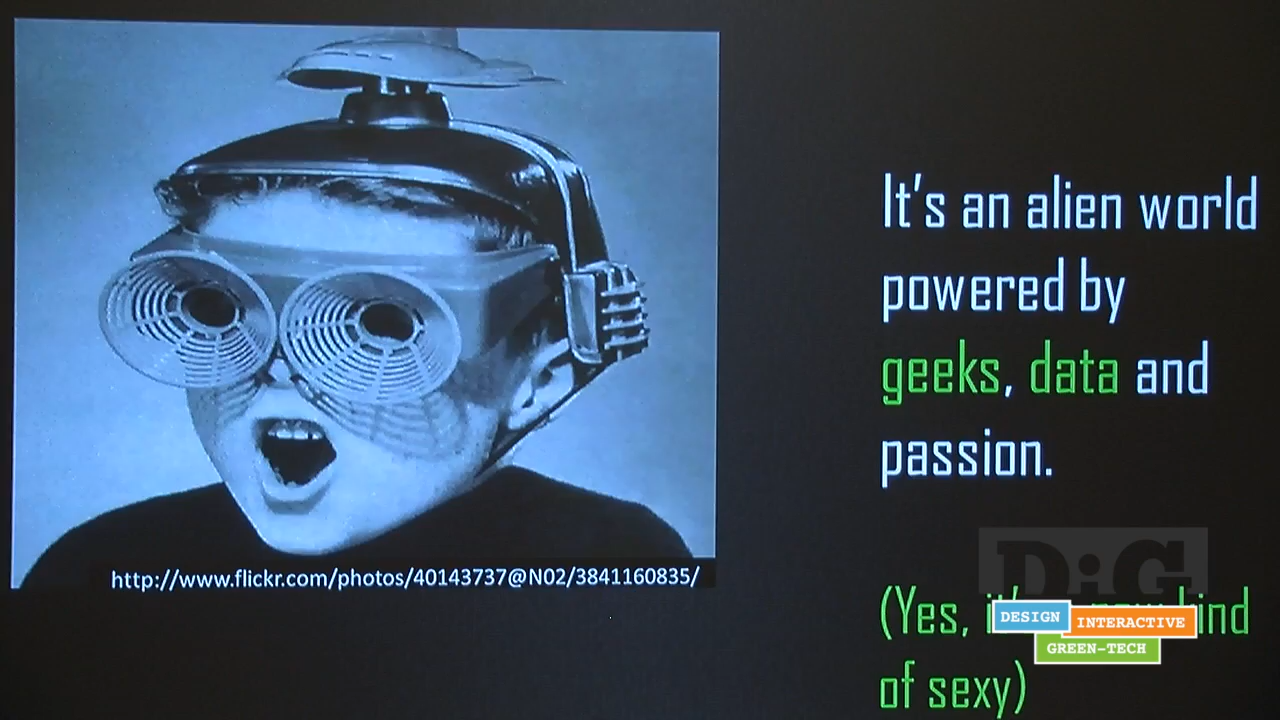 It's an alien world
powered by
geeks, data and
passion.
http://www.flickr.com/photos/40143737@N02/3841160835/
DiG
(Yes, kind
DESIGN
INTERACTIVE
GREEN-TECH
of sexy)